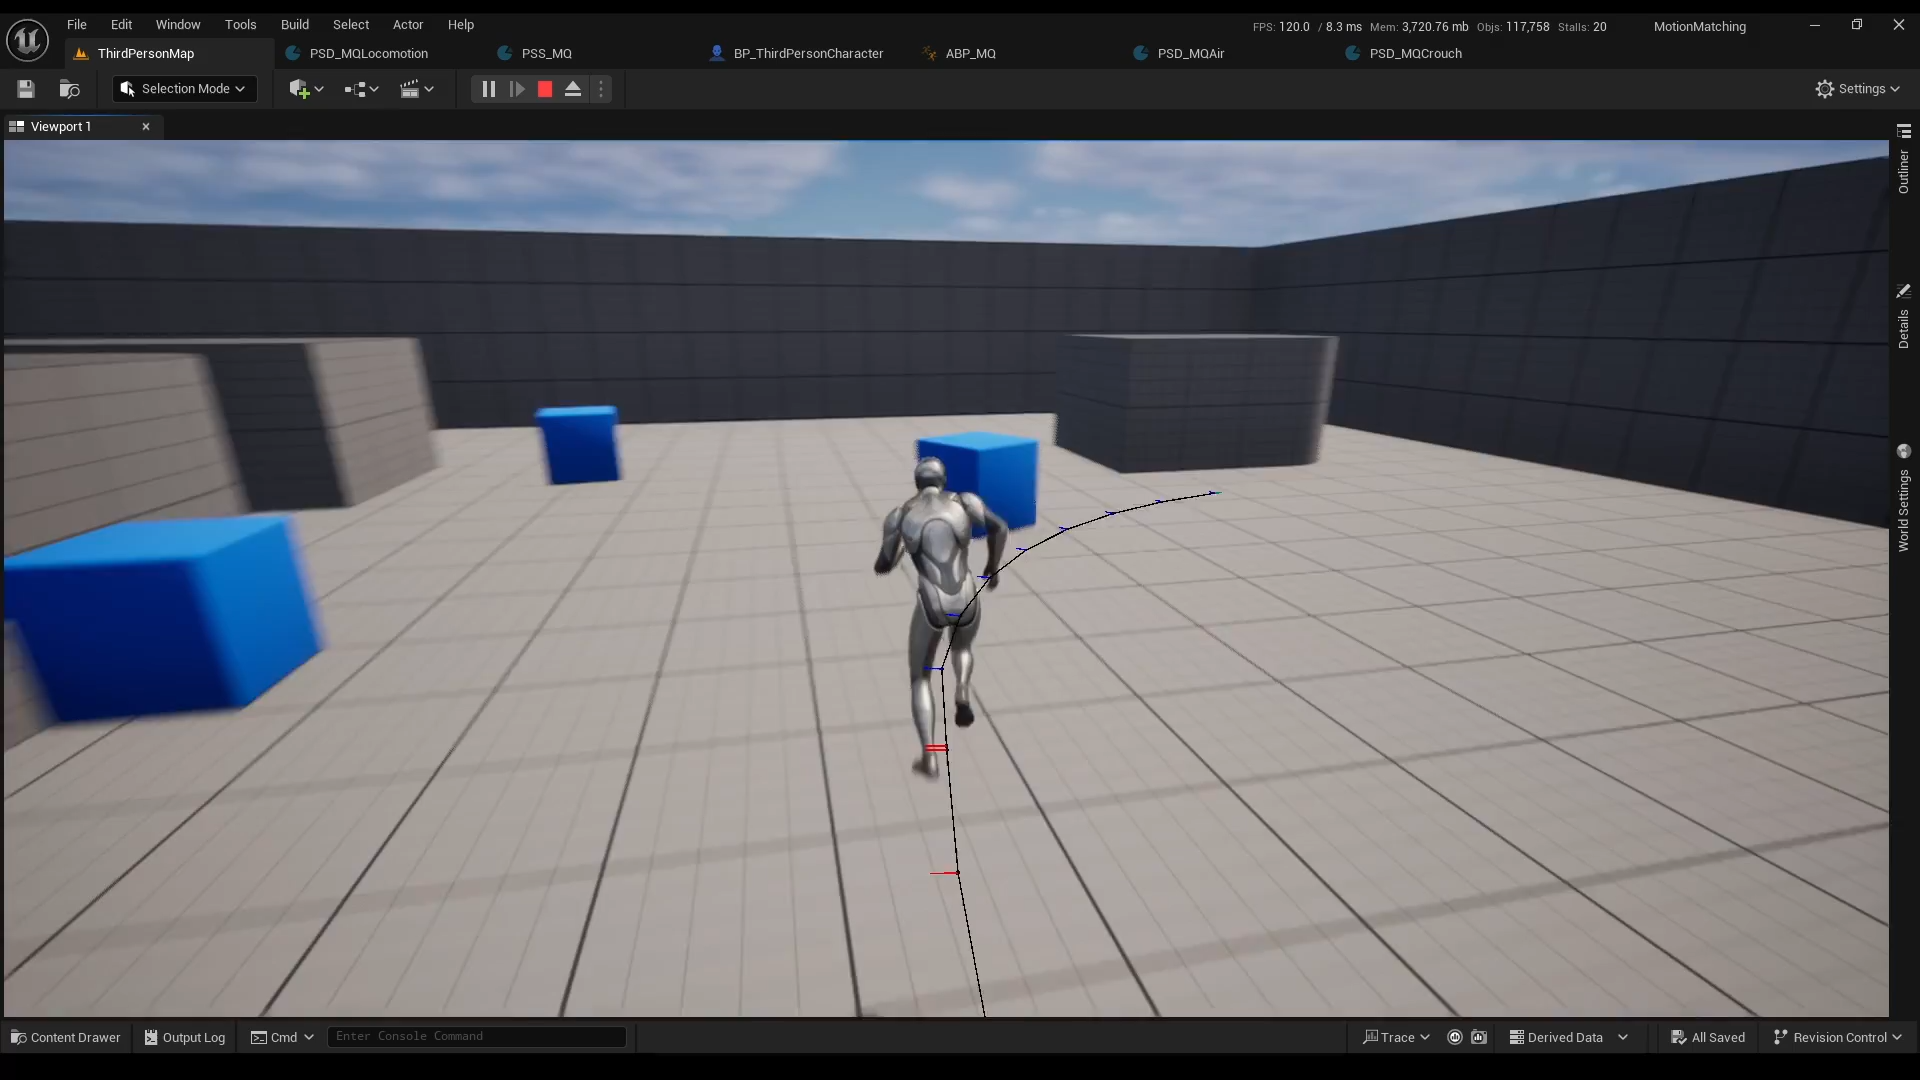 File Edit Window Tools Build Select Actor Help
FPS: 120.0 / 8.3 ms Mem: 3,720.76 mb Objs: 117,758 Stalls: 20 MotionMatching
ThirdPersonMap PSD_MQLocomotion PSS_MQ BP_ThirdPersonCharacter ABP_MQ PSD_MQAir PSD_MQCrouch
Selection Mode Settings
Viewport 1
Outliner
Details
World Settings
Content Drawer Output Log Cmd Enter Console Command Trace Derived Data All Saved Revision Control